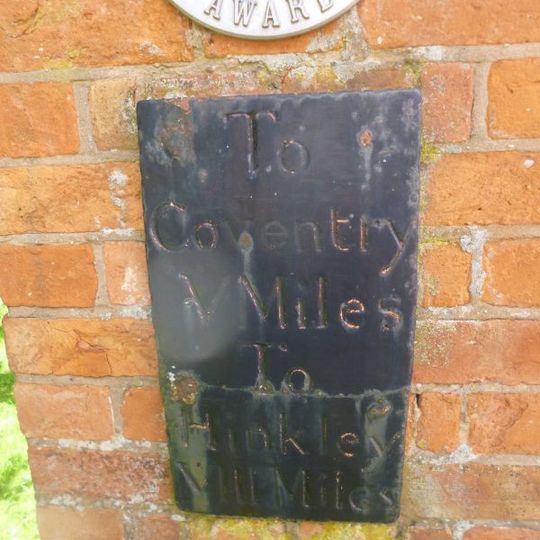 AWARD
To
Coventry
V Miles
To
Hinkley
VIII Miles